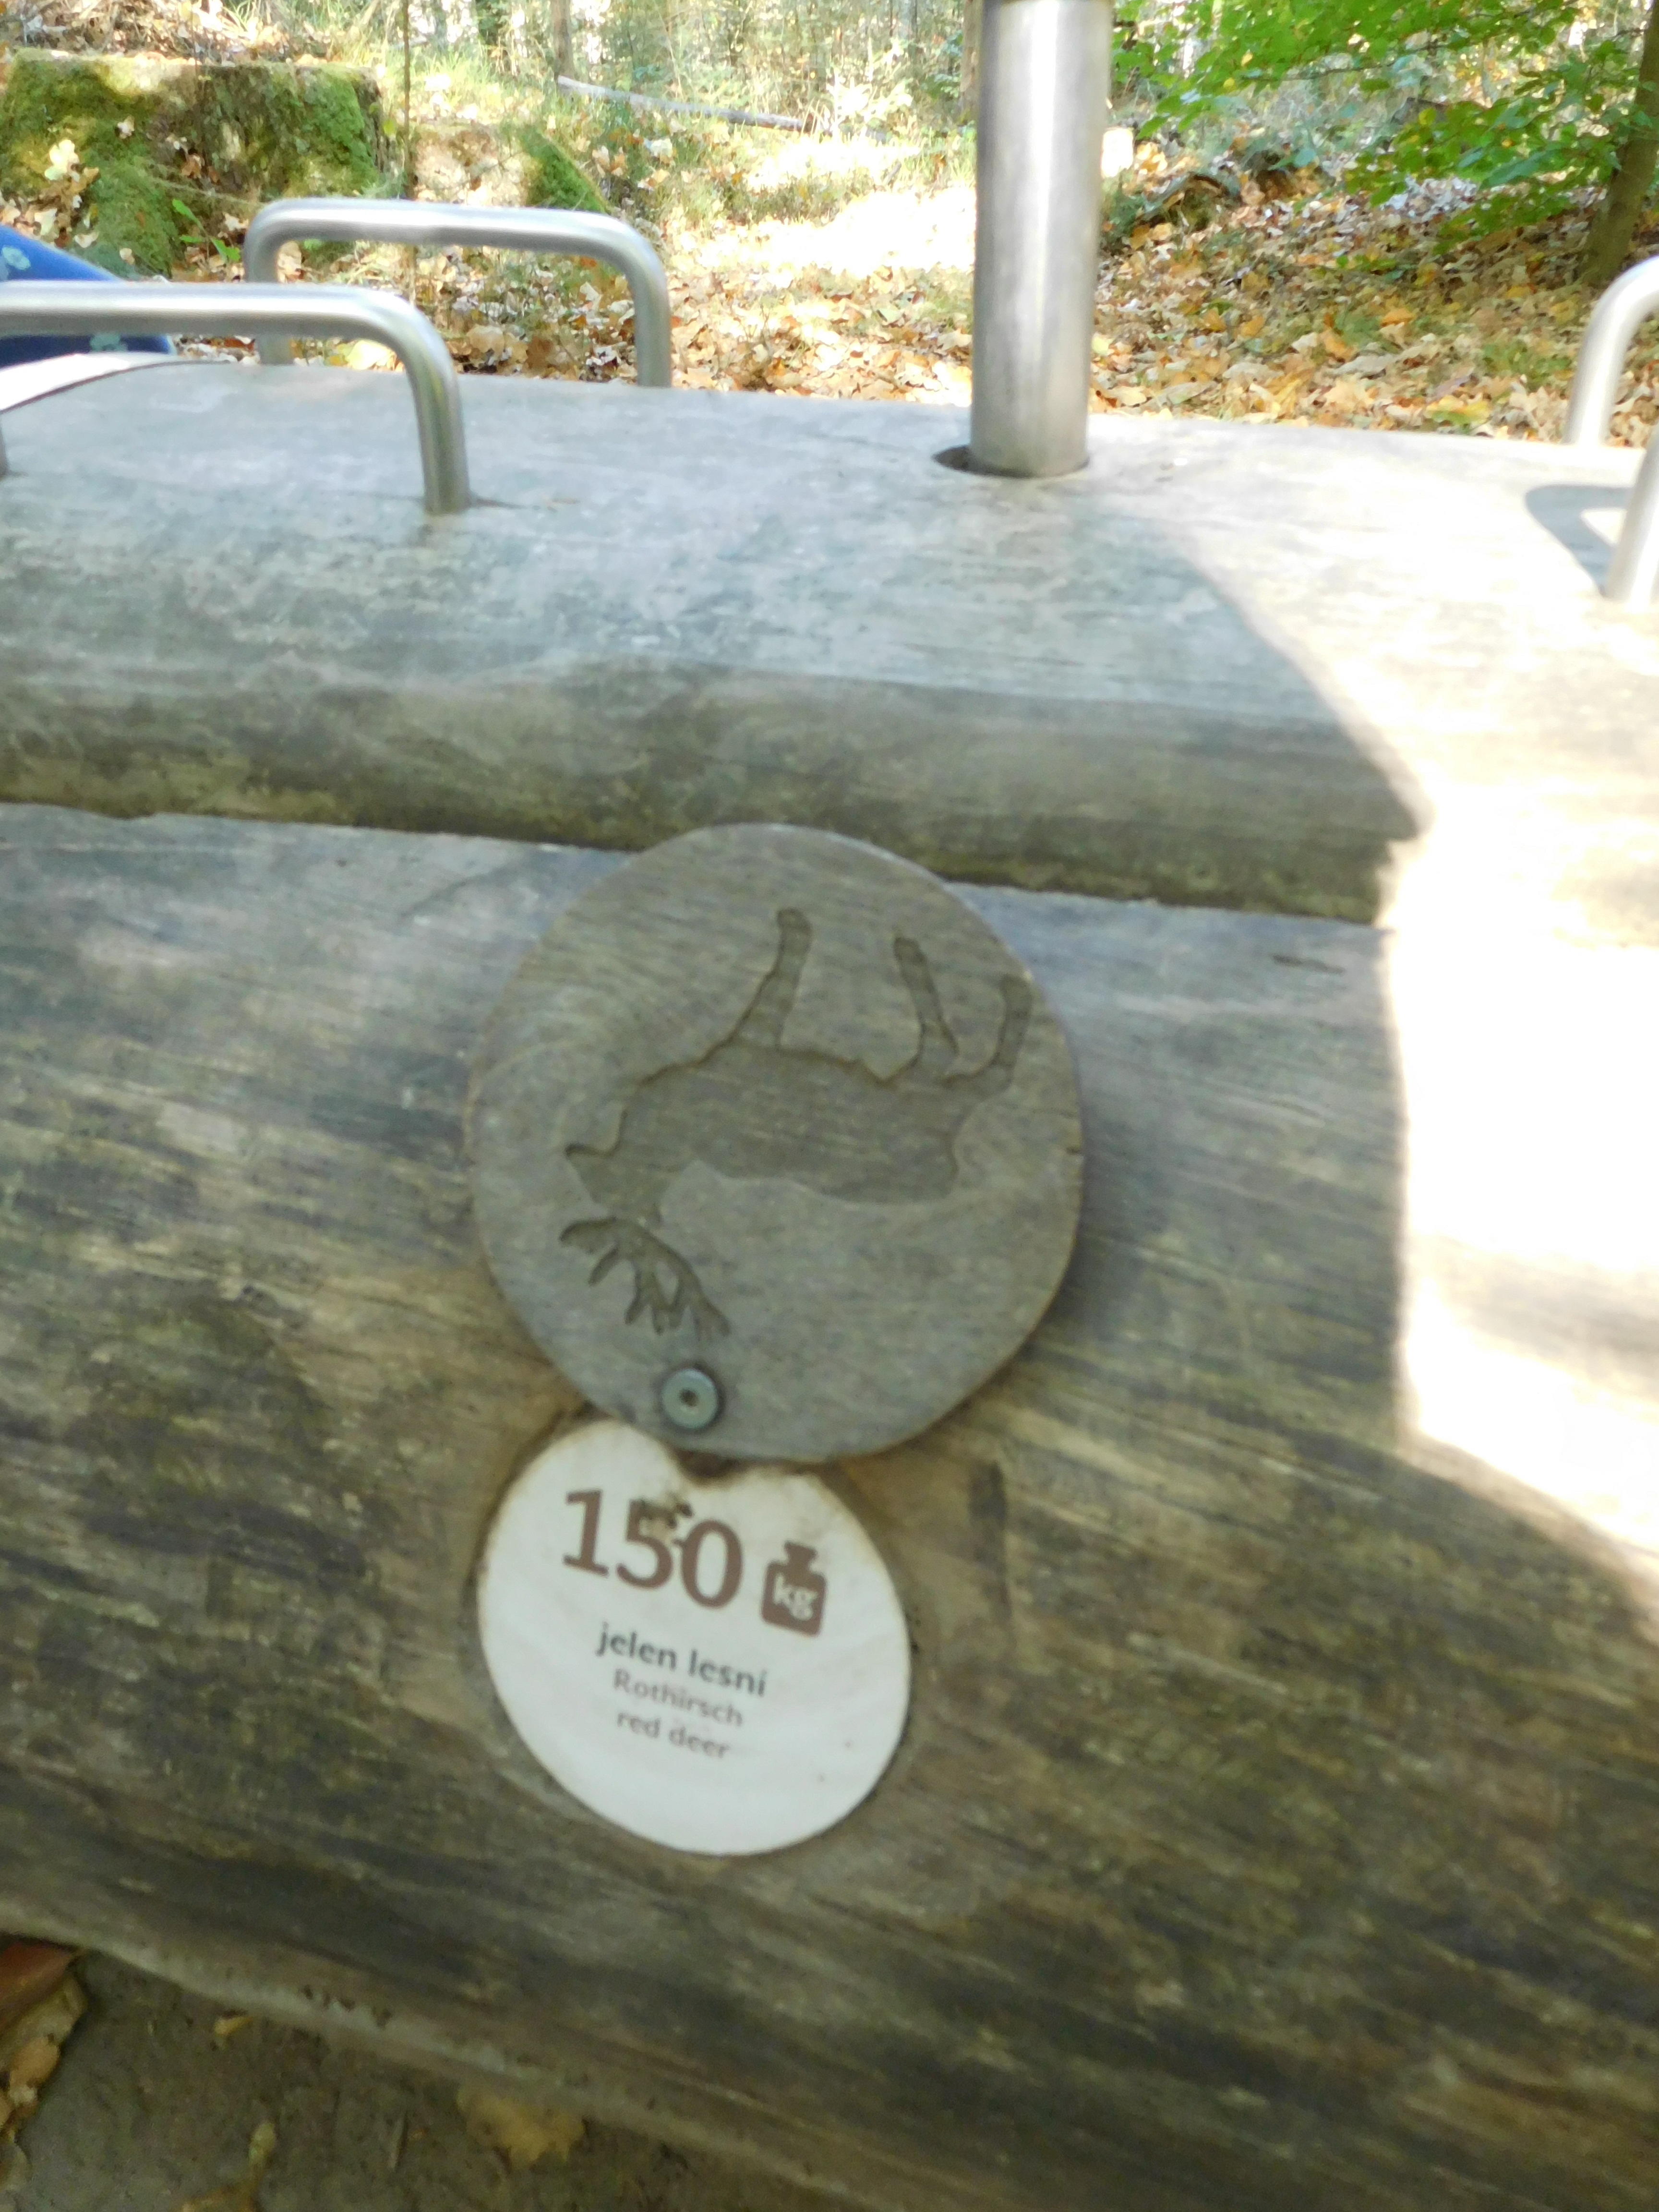 150 kg
jelen lesní
Rothirsch
red deer